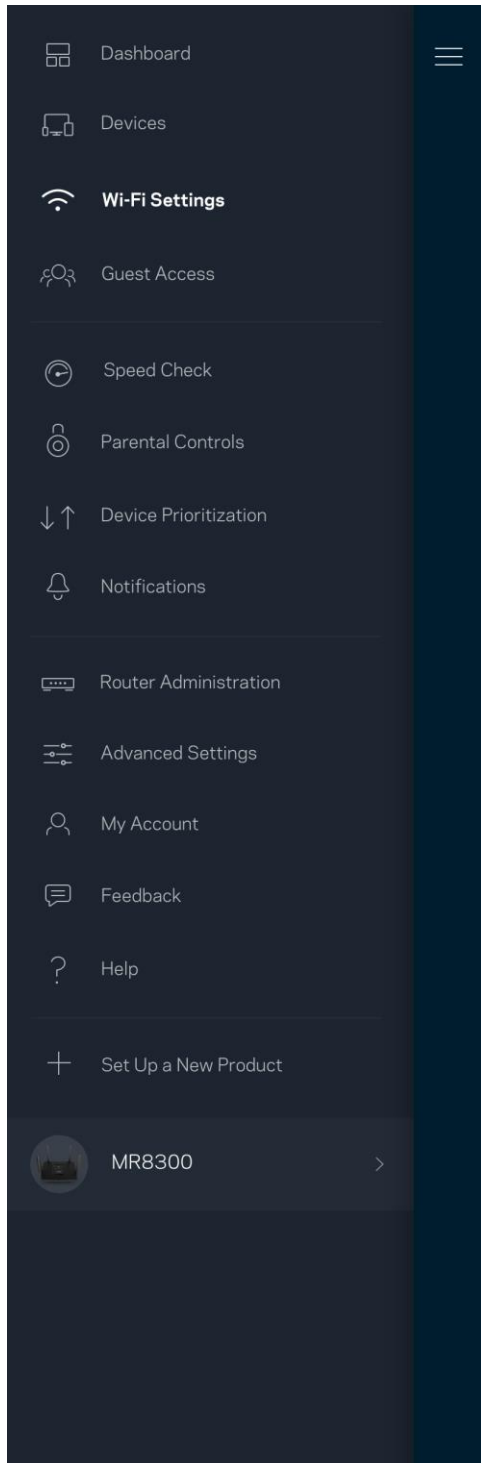 Dashboard
Devices
Wi-Fi Settings
Guest Access
Speed Check
Parental Controls
Device Prioritization
Notifications
Router Administration
Advanced Settings
My Account
Feedback
Help
Set Up a New Product
MR8300